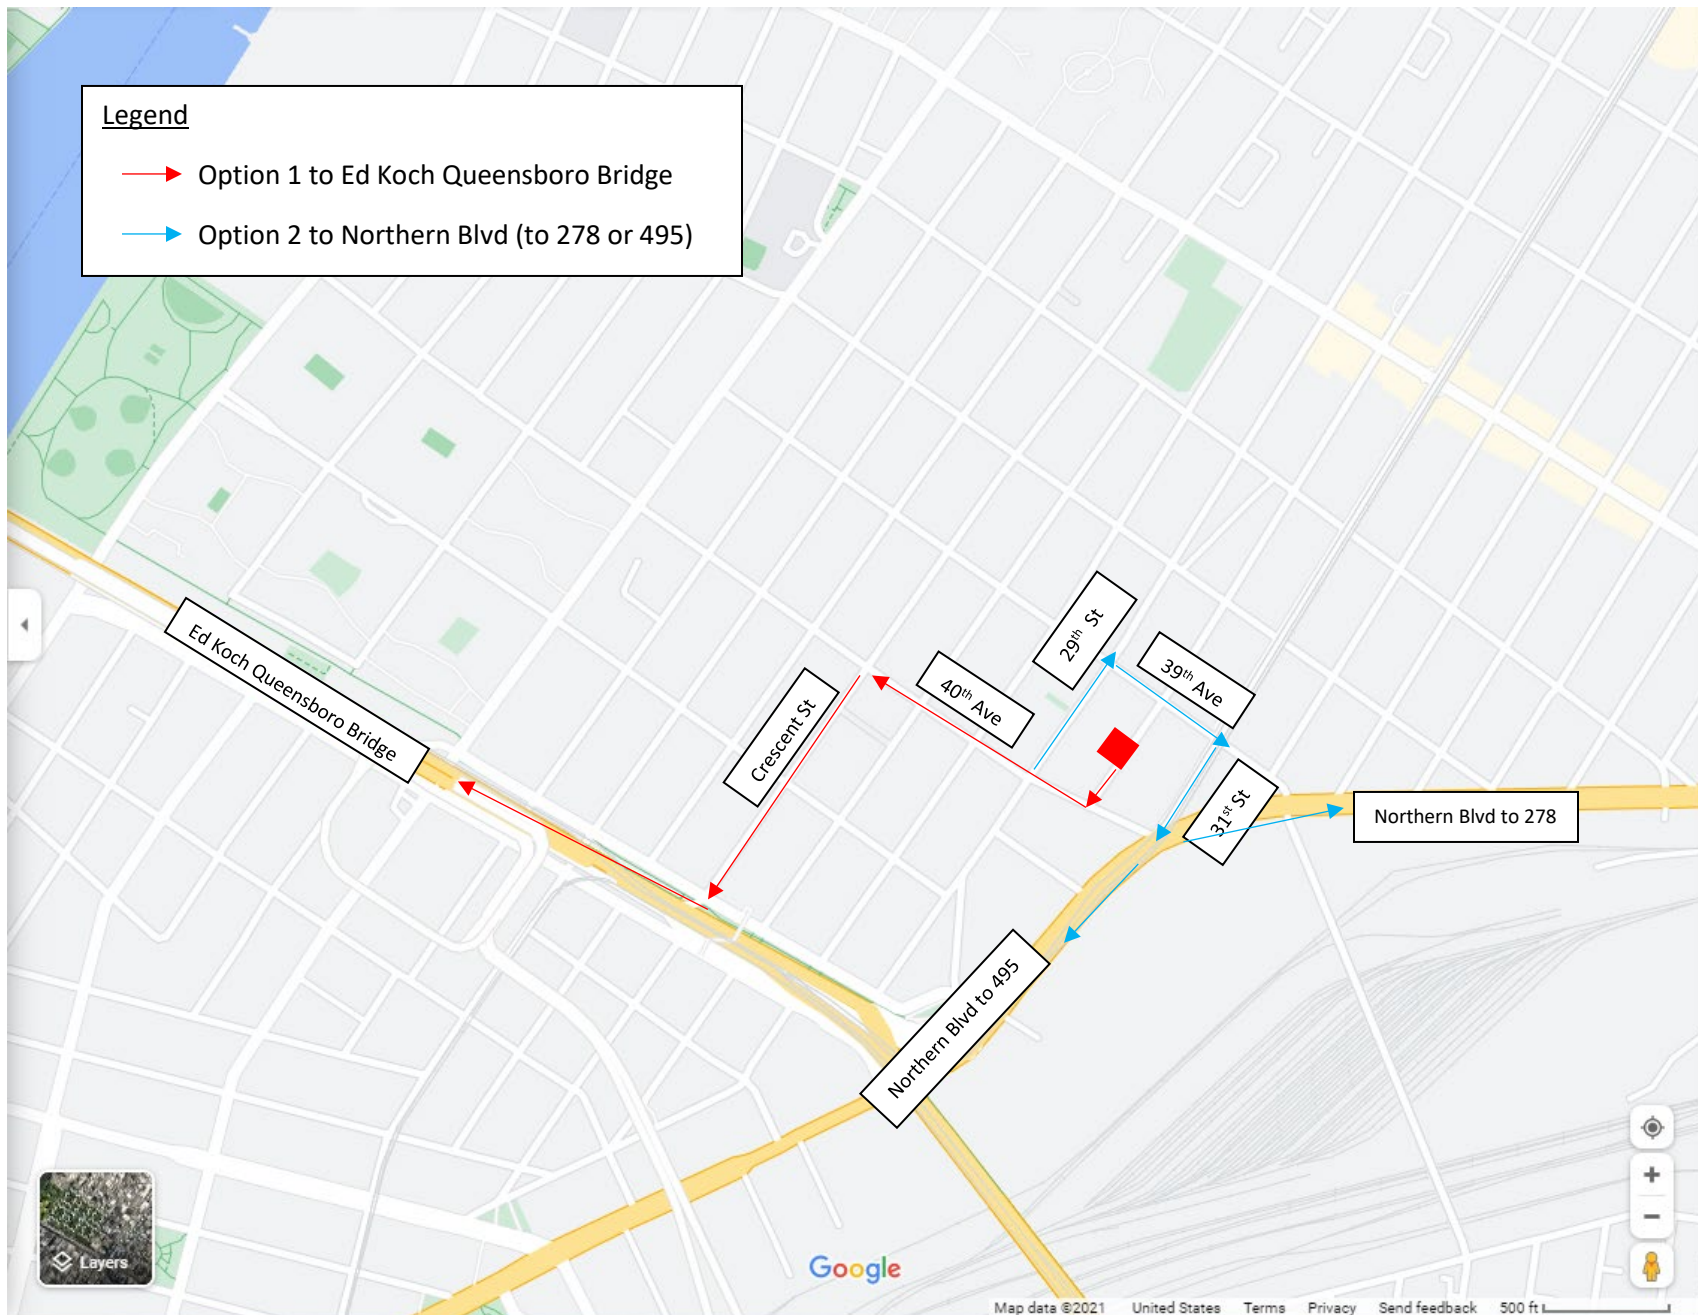 Legend
Option 1 to Ed Koch Queensboro Bridge
Option 2 to Northern Blvd (to 278 or 495)
29th St
39th Ave
Ed Koch Queensboro Bridge
40th Ave
Crescent St
31st St
Northern Blvd to 278
Northern Blvd to 495
Layers
Google
Map data ©2021 United States Terms Privacy Send feedback 500 ft